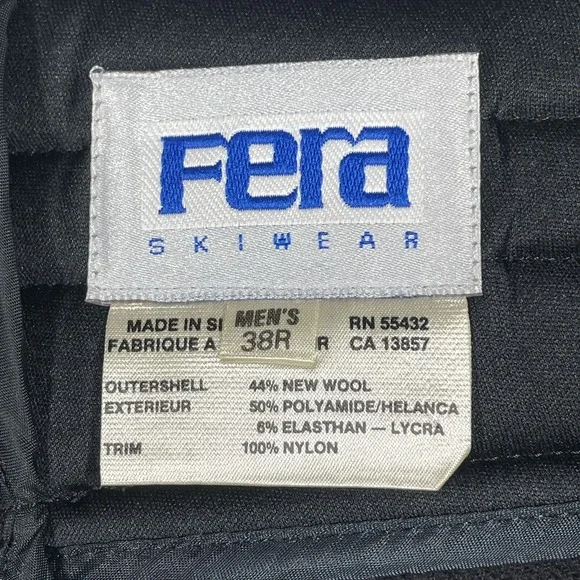 Fera
SKIWEAR
MADE IN
MEN'S
RN 55432
FABRIQUE A
38R
R CA 13857
OUTERSHELL 44% NEW WOOL
EXTERIEUR 50% POLYAMIDE/HELANCA
6% ELASTHAN — LYCRA
TRIM 100% NYLON